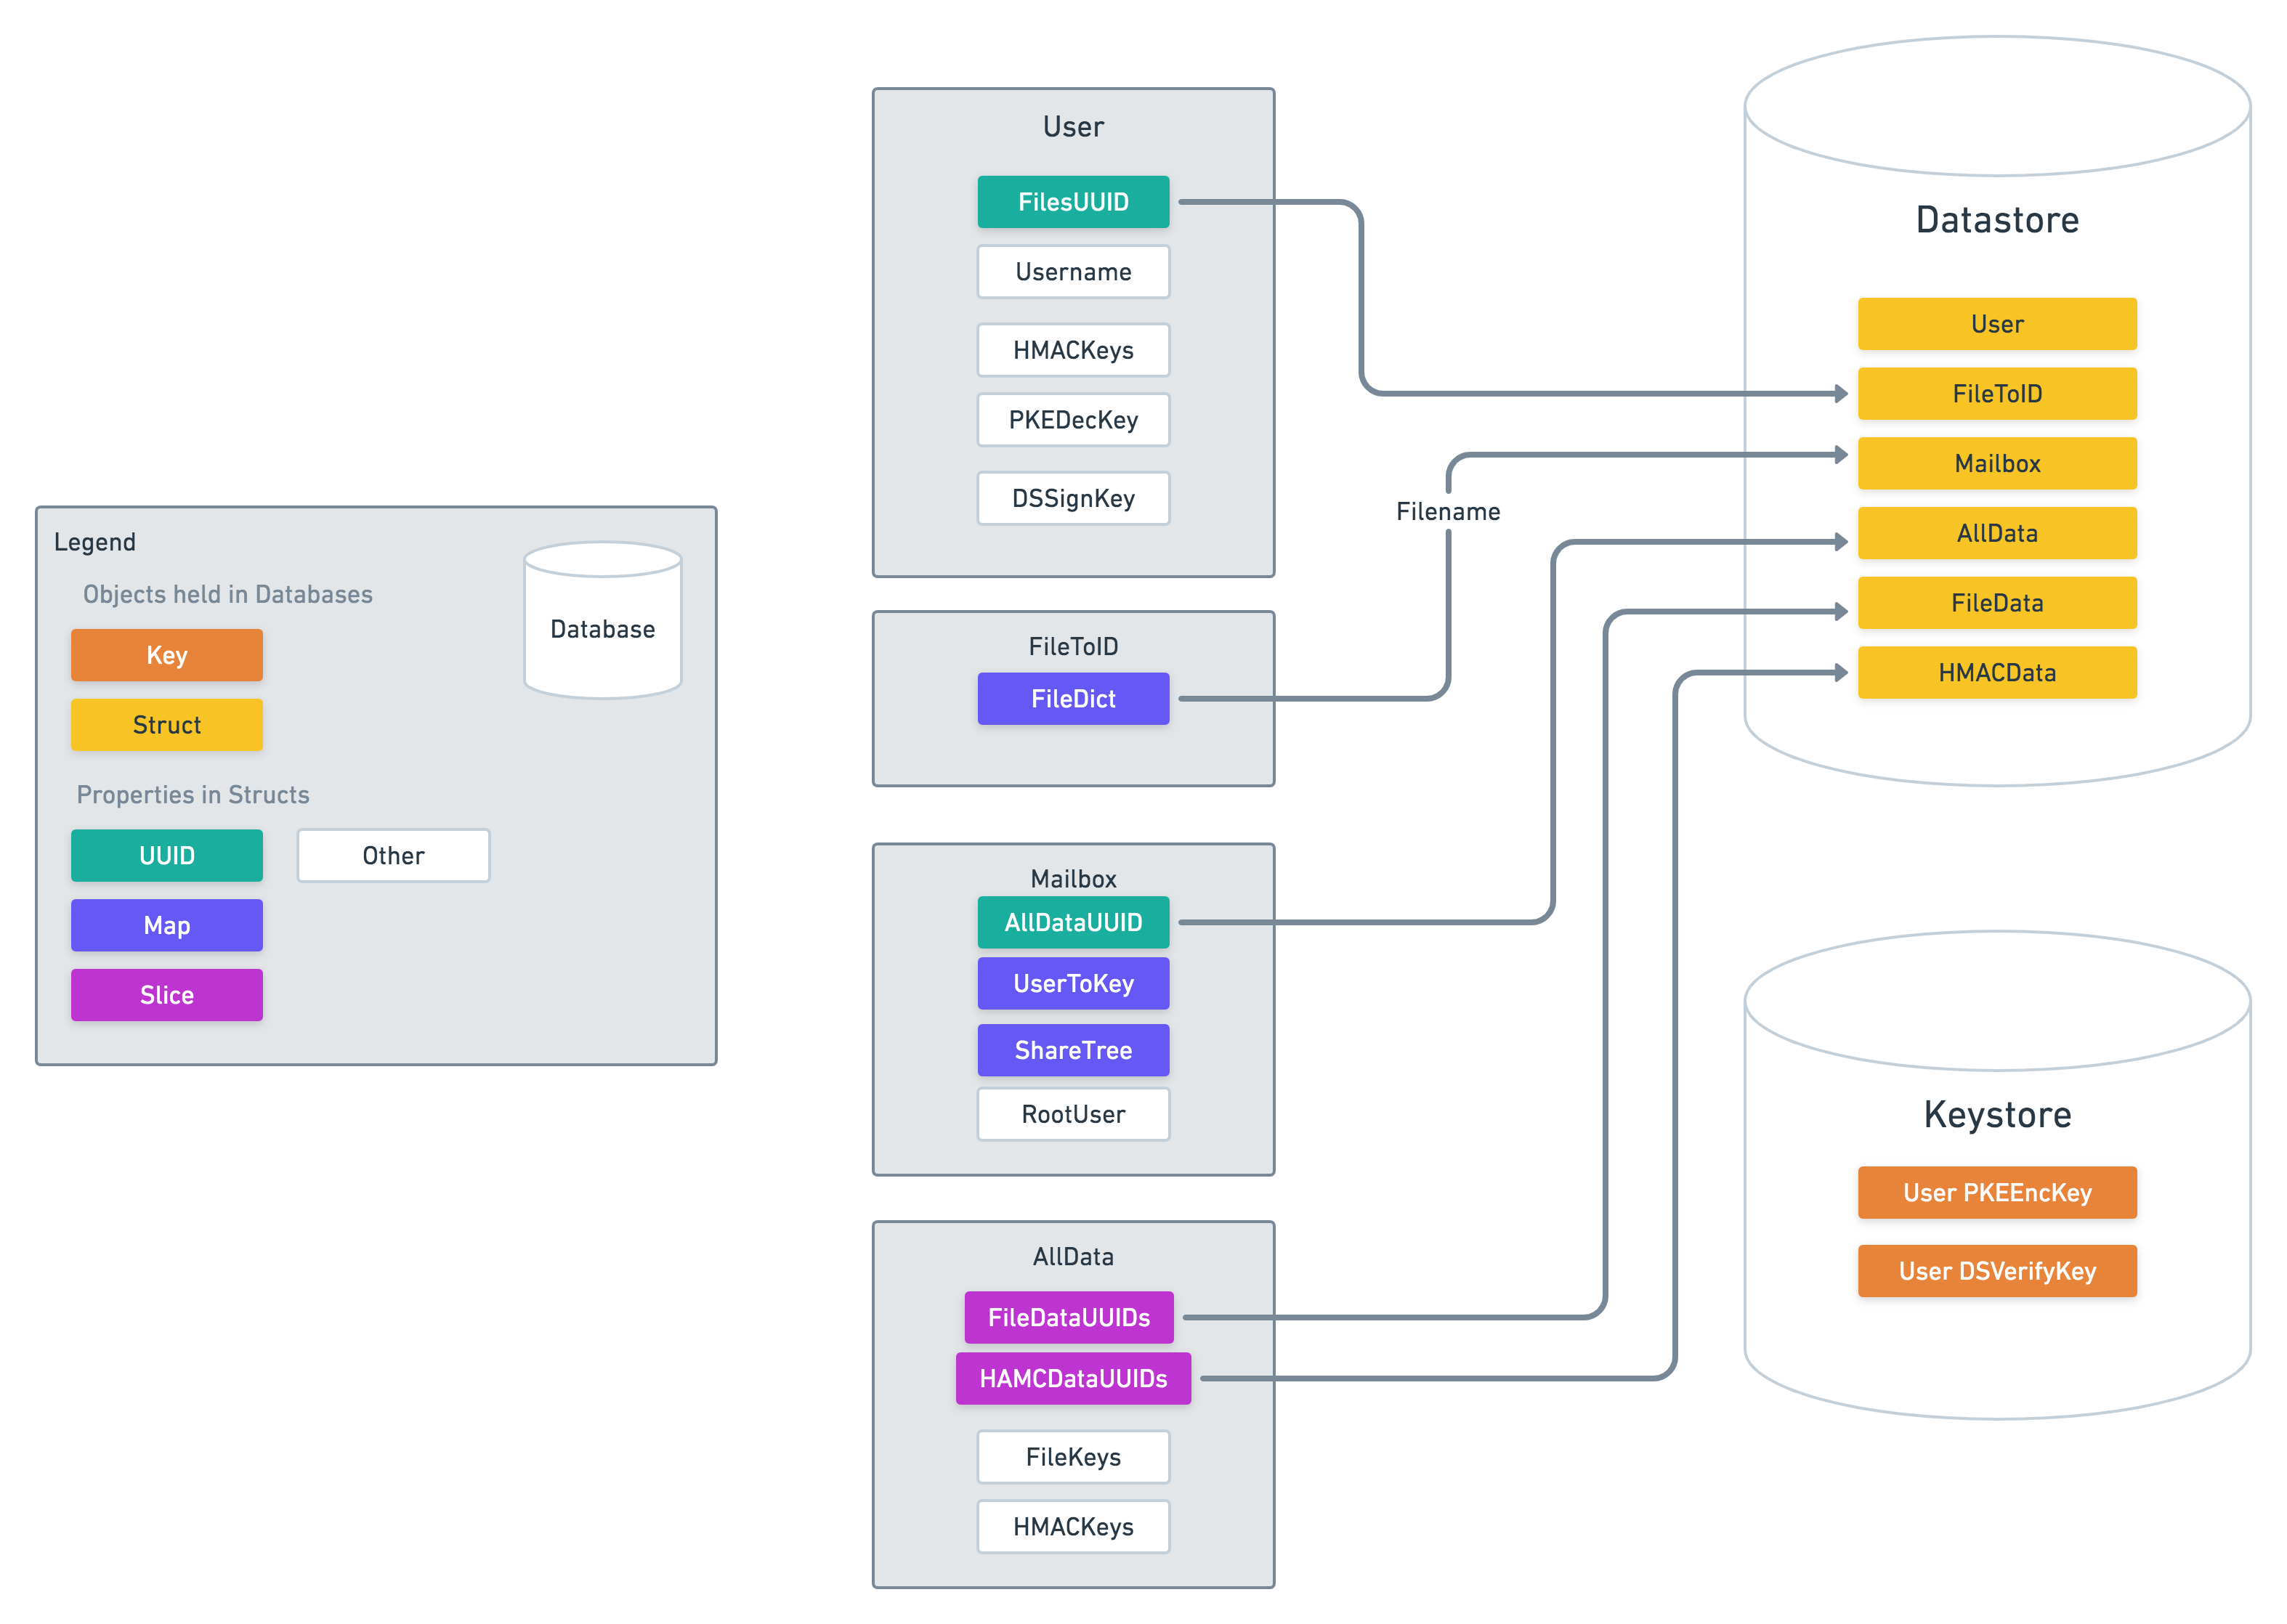 Legend
Objects held in Databases
Key
Struct
Database
Properties in Structs
UUID
Other
Map
Slice
User
FilesUUID
Username
HMACKeys
PKEDecKey
DSSignKey
FileToID
FileDict
Filename
Mailbox
AllDataUUID
UserToKey
ShareTree
RootUser
AllData
FileDataUUIDs
HAMCDataUUIDs
FileKeys
HMACKeys
Datastore
User
FileToID
Mailbox
AllData
FileData
HMACData
Keystore
User PKEEncKey
User DSVerifyKey